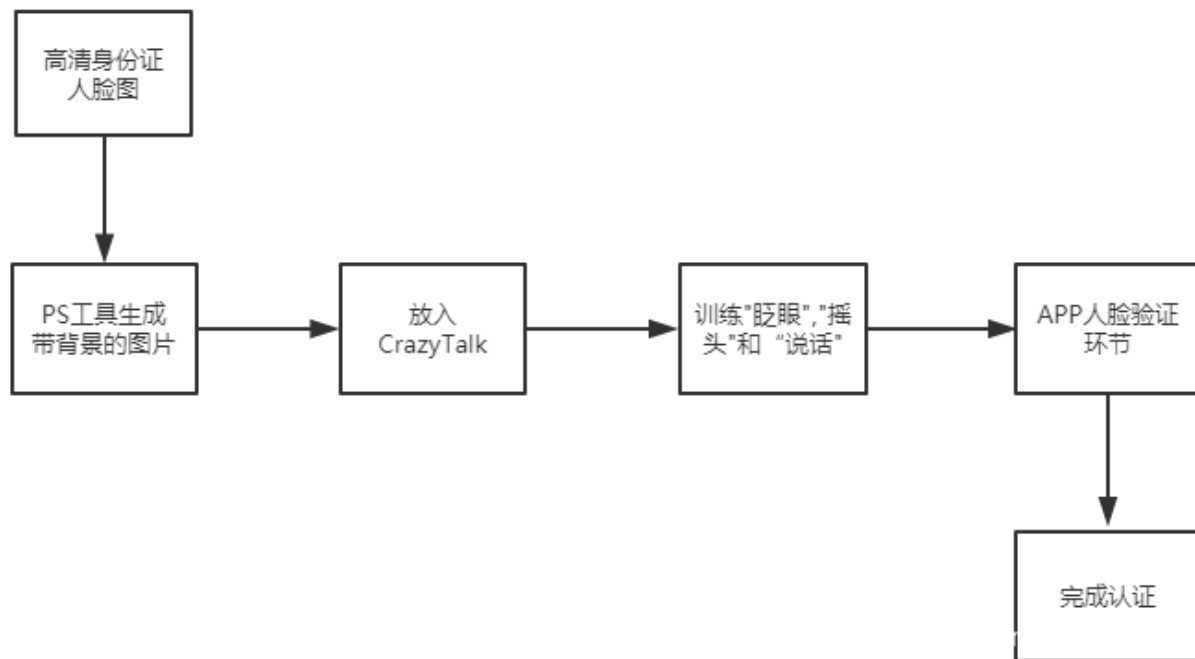 高清身份证
人脸图
PS工具生成
带背景的图片
放入
CrazyTalk
训练"眨眼","摇
头"和“说话"
APP人脸验证
环节
完成认证